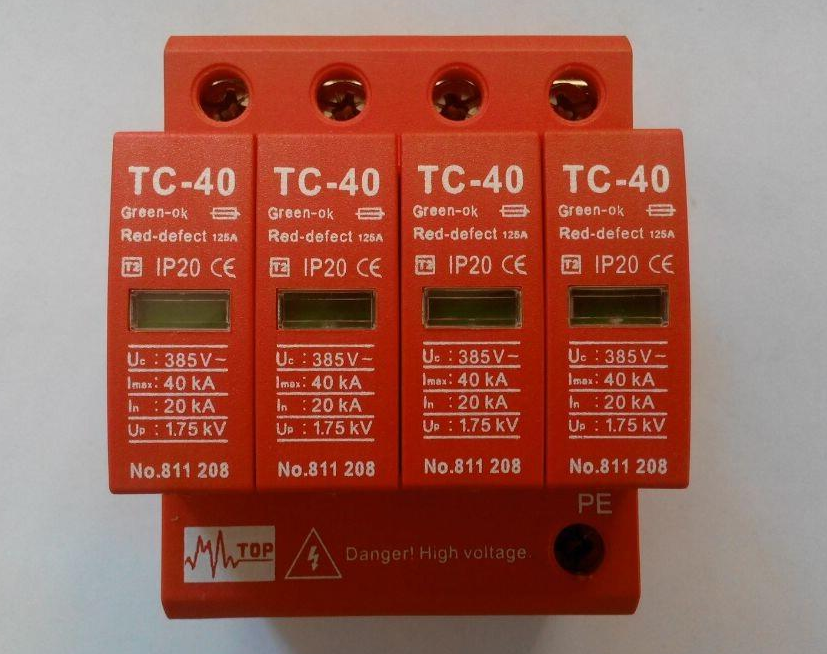 TC-40
Green-ok
Red-defect 125A
T2 IP20 CE
Uc : 385V~
Imax: 40 kA
In : 20 kA
Up : 1.75 kV
No.811 208
TC-40
Green-ok
Red-defect 125A
T2 IP20 CE
Uc : 385V~
Imax: 40 kA
In : 20 kA
Up : 1.75 kV
No.811 208
TC-40
Green-ok
Red-defect 125A
T2 IP20 CE
Uc : 385V~
Imax: 40 kA
In : 20 kA
Up : 1.75 kV
No.811 208
TC-40
Green-ok
Red-defect 125A
T2 IP20 CE
Uc : 385V~
Imax: 40 kA
In : 20 kA
Up : 1.75 kV
No.811 208
PE
TOP
Danger! High voltage.